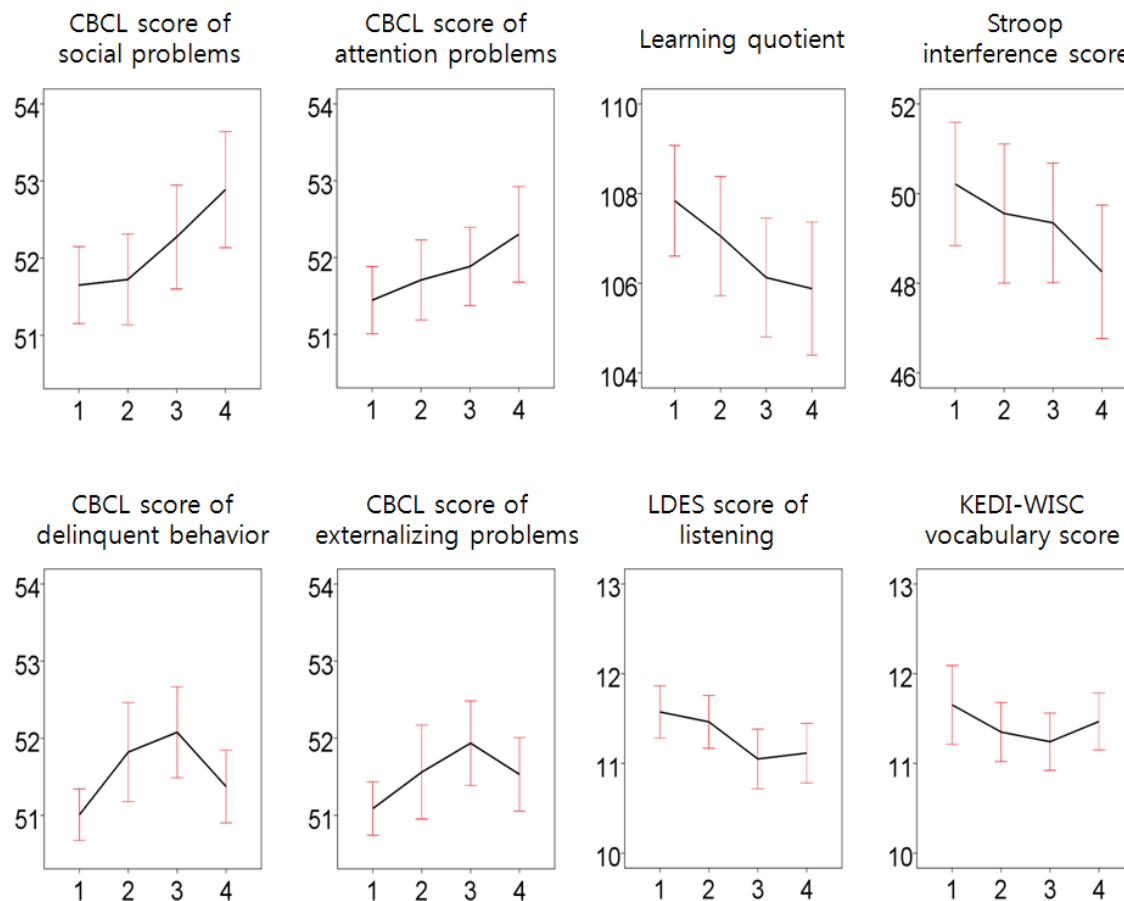 CBCL score of
social problems
54
53
52
51
1 2 3 4
CBCL score of
attention problems
54
53
52
51
1 2 3 4
Learning quotient
110
108
106
104
1 2 3 4
Stroop
interference score
52
50
48
46
1 2 3 4
CBCL score of
delinquent behavior
54
53
52
51
1 2 3 4
CBCL score of
externalizing problems
54
53
52
51
1 2 3 4
LDES score of
listening
13
12
11
10
1 2 3 4
KEDI-WISC
vocabulary score
13
12
11
10
1 2 3 4